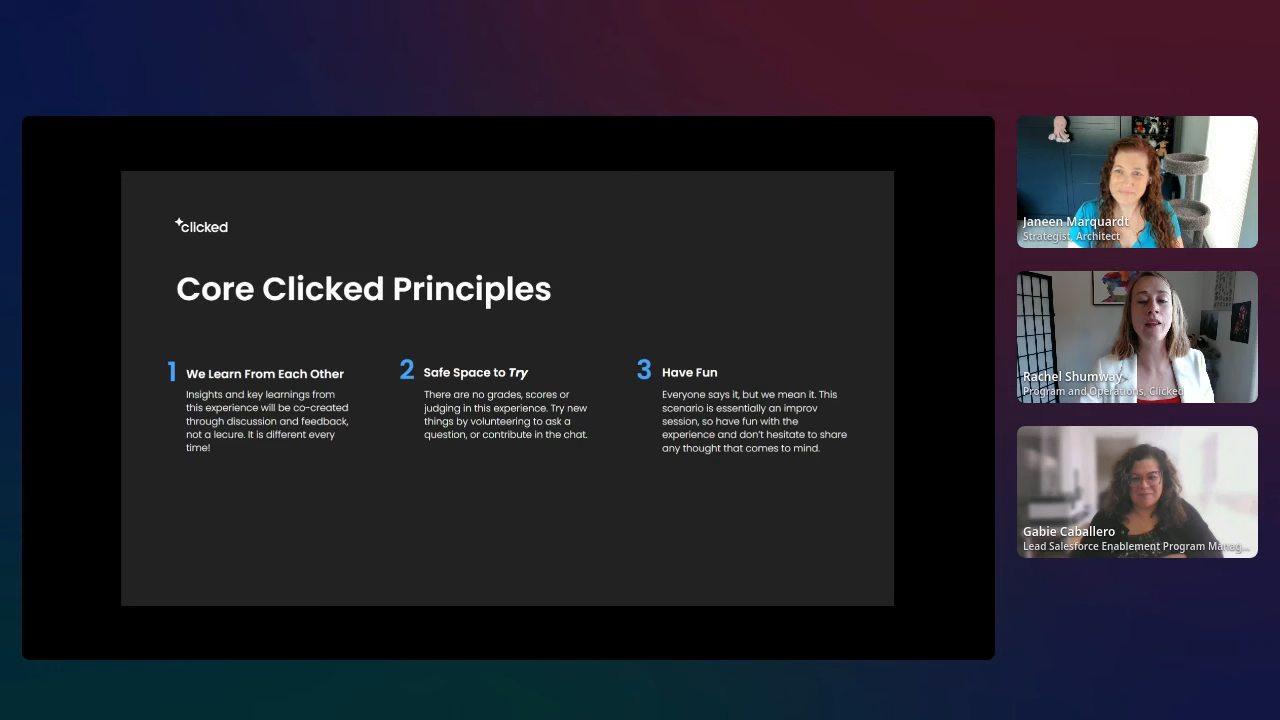 clicked
Core Clicked Principles
1 We Learn From Each Other
Insights and key learnings from
this experience will be co-created
through discussion and feedback,
not a lecure. It is different every
time!
2 Safe Space to Try
There are no grades, scores or
judging in this experience. Try new
things by volunteering to ask a
question, or contribute in the chat.
3 Have Fun
Everyone says it, but we mean it. This
scenario is essentially an improv
session, so have fun with the
experience and don't hesitate to share
any thought that comes to mind.
Janeen Marquardt
Strategist, Architect
Rachel Shumway
Program and Operations, Clicked
Gabie Caballero
Lead Salesforce Enablement Program Manag...